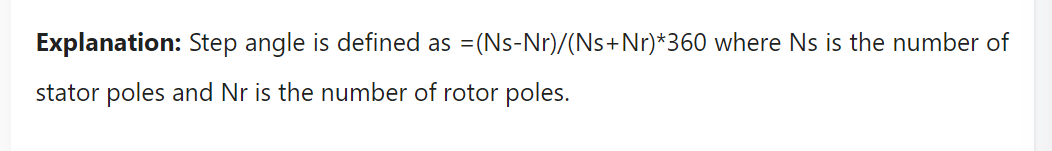 Explanation: Step angle is defined as =(Ns-Nr)/(Ns+Nr)*360 where Ns is the number of
stator poles and Nr is the number of rotor poles.